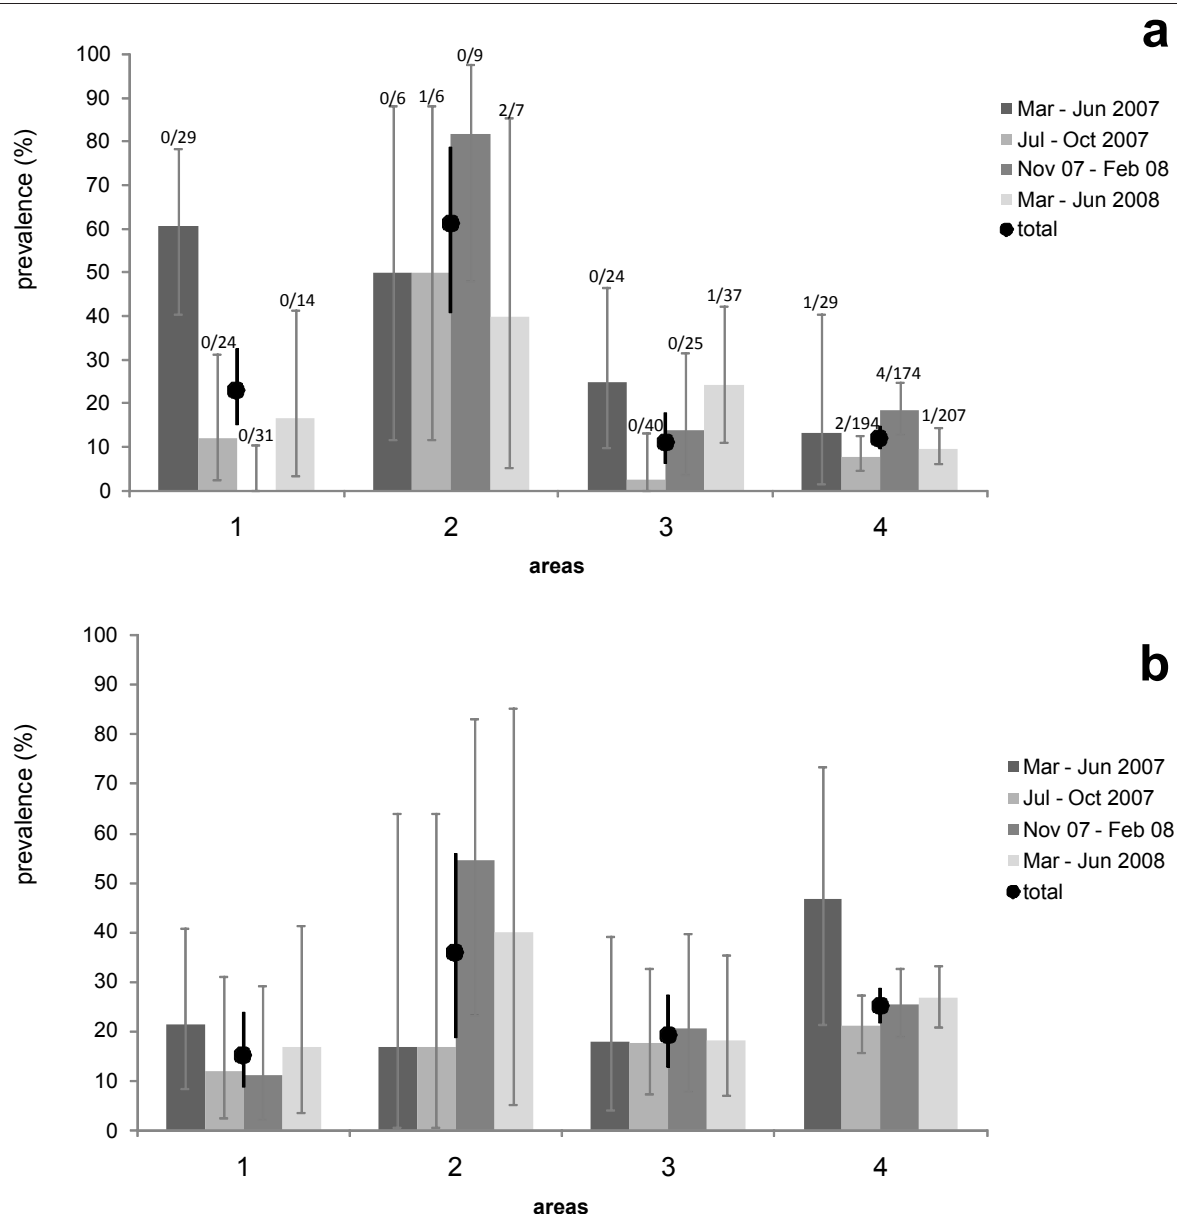 a
100
90
80
70
60
50
40
30
20
10
0
prevalence (%)
0/29
0/24
0/31
0/14
0/6
1/6
0/9
2/7
0/24
0/40
0/25
1/37
1/29
2/194
4/174
1/207
1
2
3
4
areas
Mar - Jun 2007
Jul - Oct 2007
Nov 07 - Feb 08
Mar - Jun 2008
total
b
100
90
80
70
60
50
40
30
20
10
0
prevalence (%)
1
2
3
4
areas
Mar - Jun 2007
Jul - Oct 2007
Nov 07 - Feb 08
Mar - Jun 2008
total